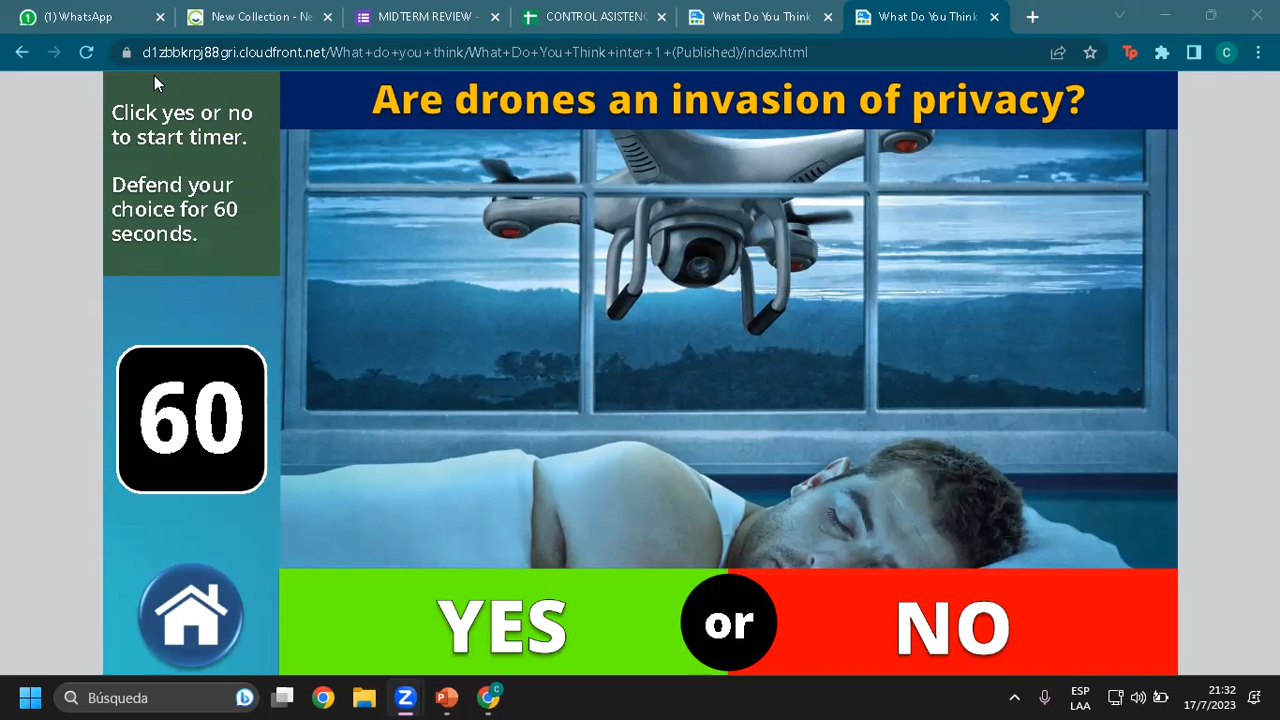 (1) WhatsApp
New Collection - Ne
MIDTERM REVIEW -
CONTROL ASISTENC
What Do You Think
What Do You Think
d1zbbkrpj88gri.cloudfront.net/What+do+you+think/What+Do+You+Think+inter+1+(Published)/index.html
Tp
C
Click yes or no
to start timer.
Defend your
choice for 60
seconds.
60
Are drones an invasion of privacy?
YES
or
NO
Búsqueda
ESP
LAA
21:32
17/7/2023